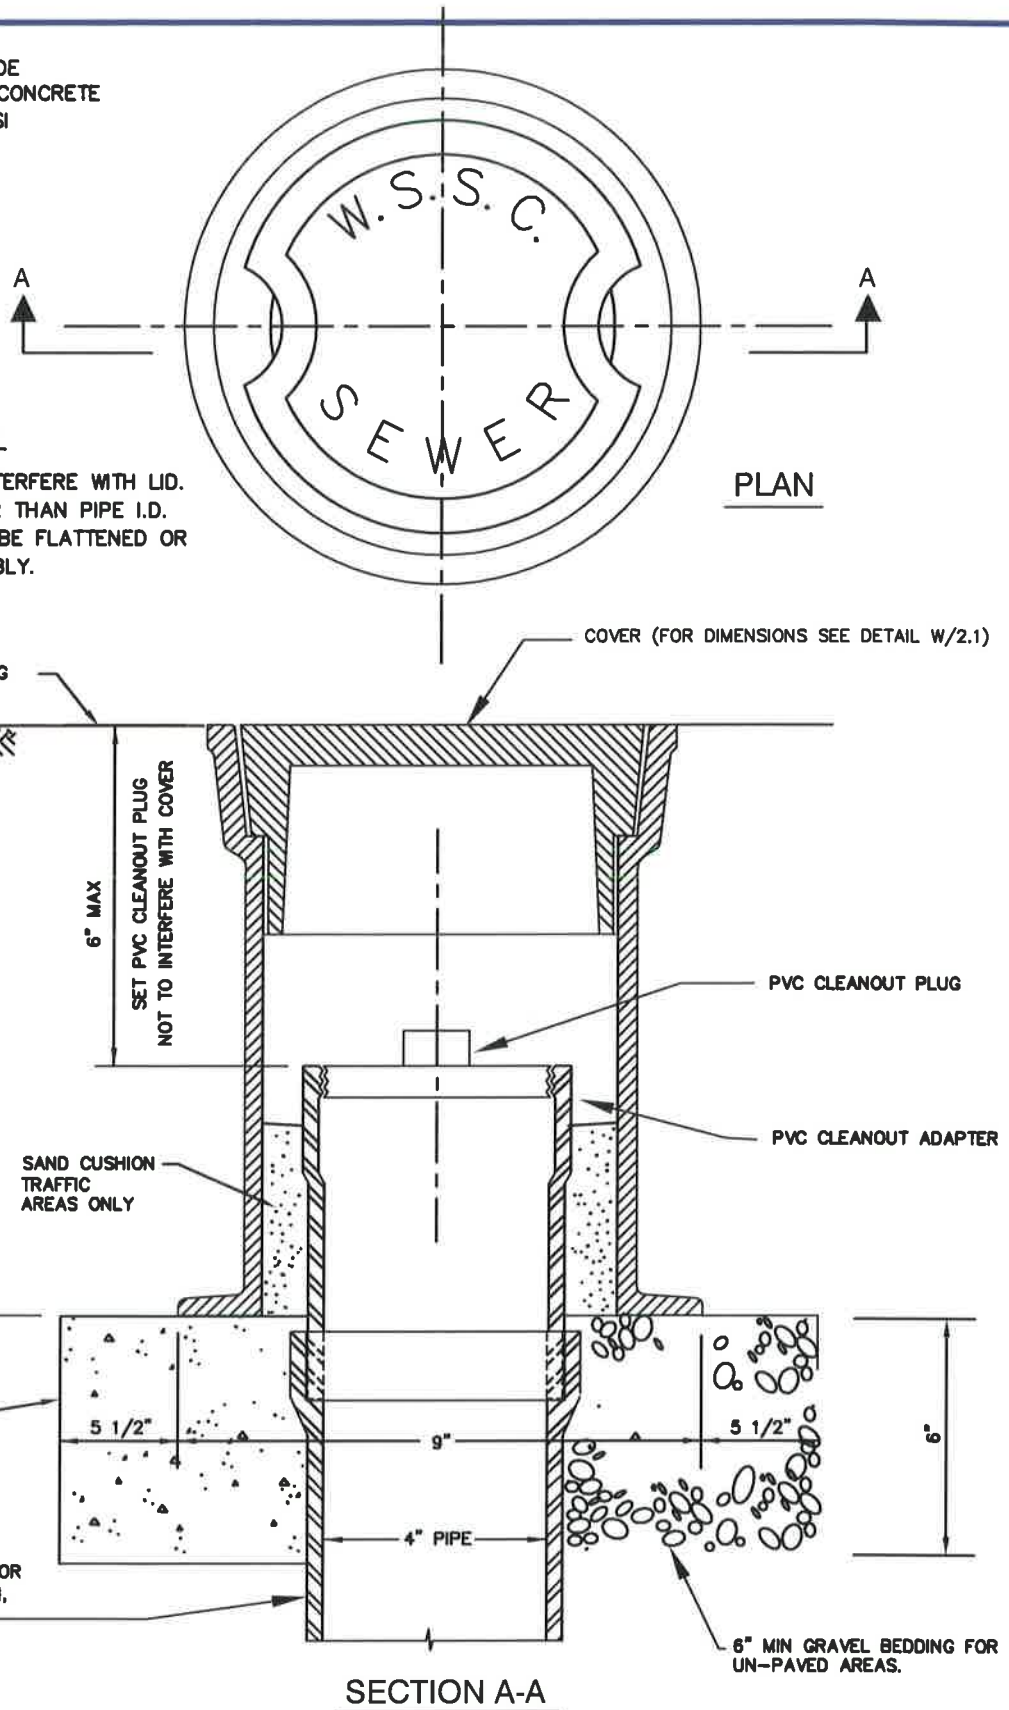 DE
CONCRETE
SI
W.S.S.C.
SEWER
A
A
TERFERE WITH LID.
THAN PIPE I.D.
BE FLATTENED OR
BLY.
PLAN
COVER (FOR DIMENSIONS SEE DETAIL W/2.1)
G
6" MAX
SET PVC CLEANOUT PLUG
NOT TO INTERFERE WITH COVER
PVC CLEANOUT PLUG
PVC CLEANOUT ADAPTER
SAND CUSHION
TRAFFIC
AREAS ONLY
5 1/2"
9"
5 1/2"
6"
4" PIPE
OR
6" MIN GRAVEL BEDDING FOR
UN-PAVED AREAS.
SECTION A-A